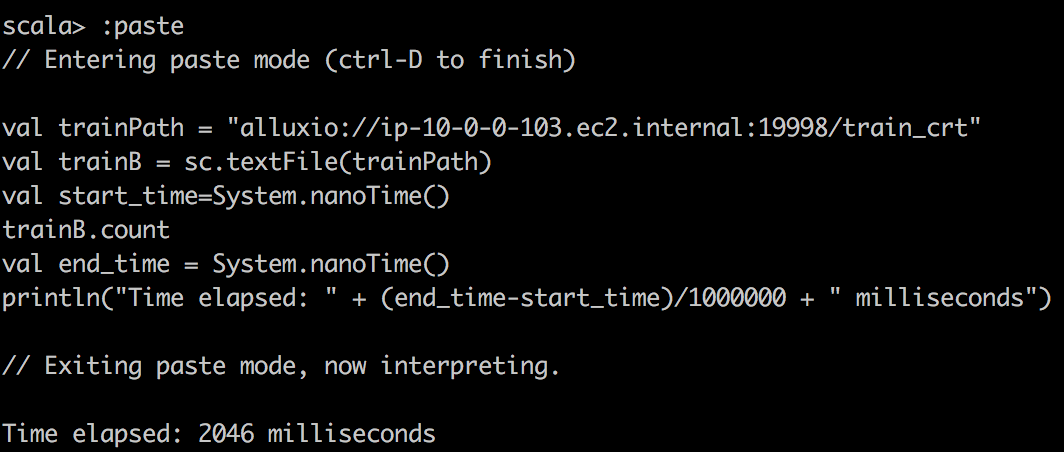 scala> :paste
// Entering paste mode (ctrl-D to finish)
val trainPath = "alluxio://ip-10-0-0-103.ec2.internal:19998/train_crt"
val trainB = sc.textFile(trainPath)
val start_time=System.nanoTime()
trainB.count
val end_time = System.nanoTime()
println("Time elapsed: " + (end_time-start_time)/1000000 + " milliseconds")
// Exiting paste mode, now interpreting.
Time elapsed: 2046 milliseconds